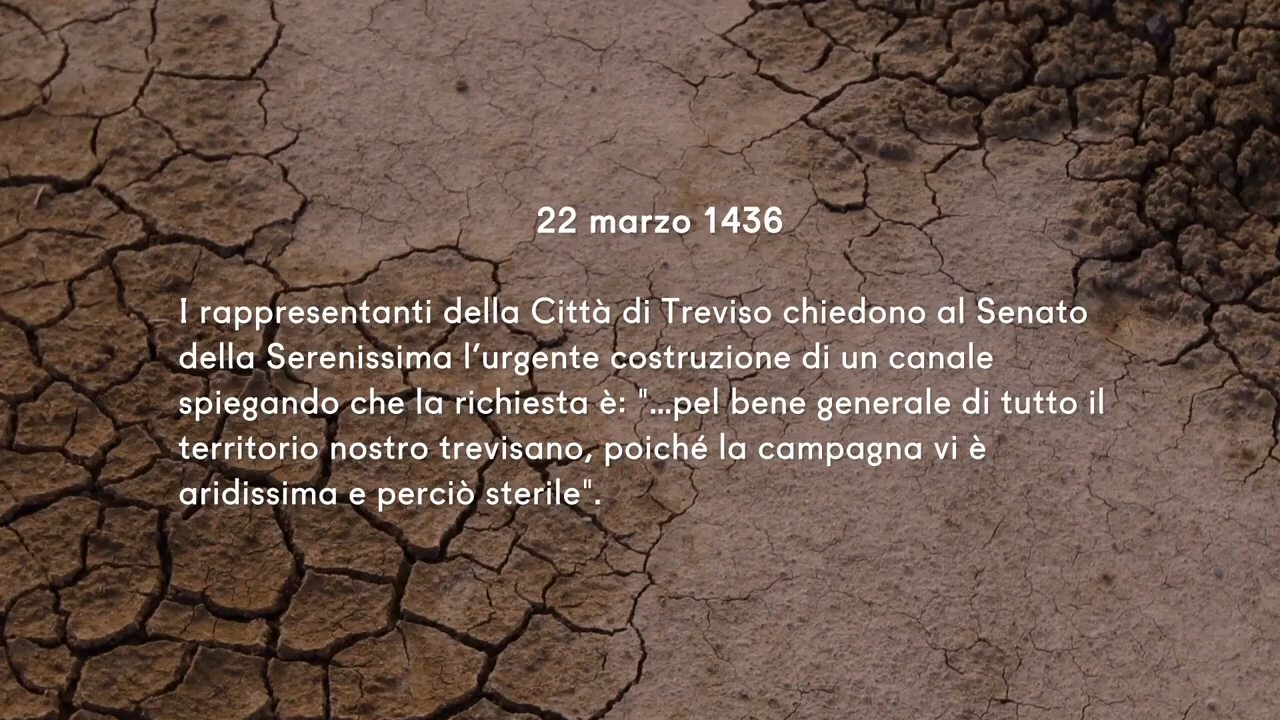 22 marzo 1436
I rappresentanti della Città di Treviso chiedono al Senato
della Serenissima l’urgente costruzione di un canale
spiegando che la richiesta è: "...pel bene generale di tutto il
territorio nostro trevisano, poiché la campagna vi è
aridissima e perciò sterile".